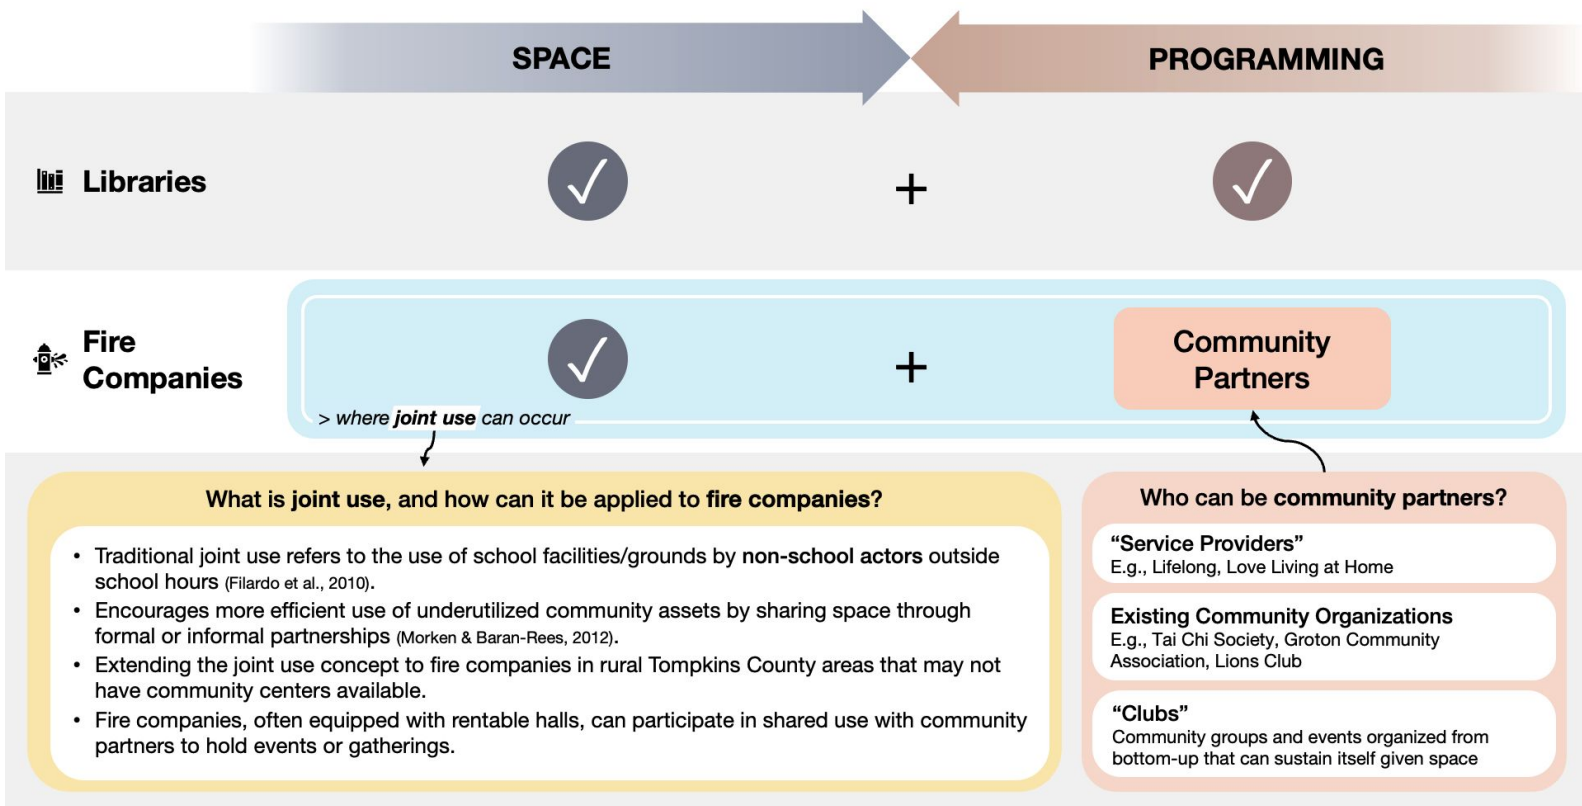 SPACE
PROGRAMMING
Libraries
+
Fire
Companies
+
Community
Partners
> where joint use can occur
What is joint use, and how can it be applied to fire companies?
• Traditional joint use refers to the use of school facilities/grounds by non-school actors outside
school hours (Filardo et al., 2010).
• Encourages more efficient use of underutilized community assets by sharing space through
formal or informal partnerships (Morken & Baran-Rees, 2012).
• Extending the joint use concept to fire companies in rural Tompkins County areas that may not
have community centers available.
• Fire companies, often equipped with rentable halls, can participate in shared use with community
partners to hold events or gatherings.
Who can be community partners?
“Service Providers”
E.g., Lifelong, Love Living at Home
Existing Community Organizations
E.g., Tai Chi Society, Groton Community
Association, Lions Club
“Clubs”
Community groups and events organized from
bottom-up that can sustain itself given space